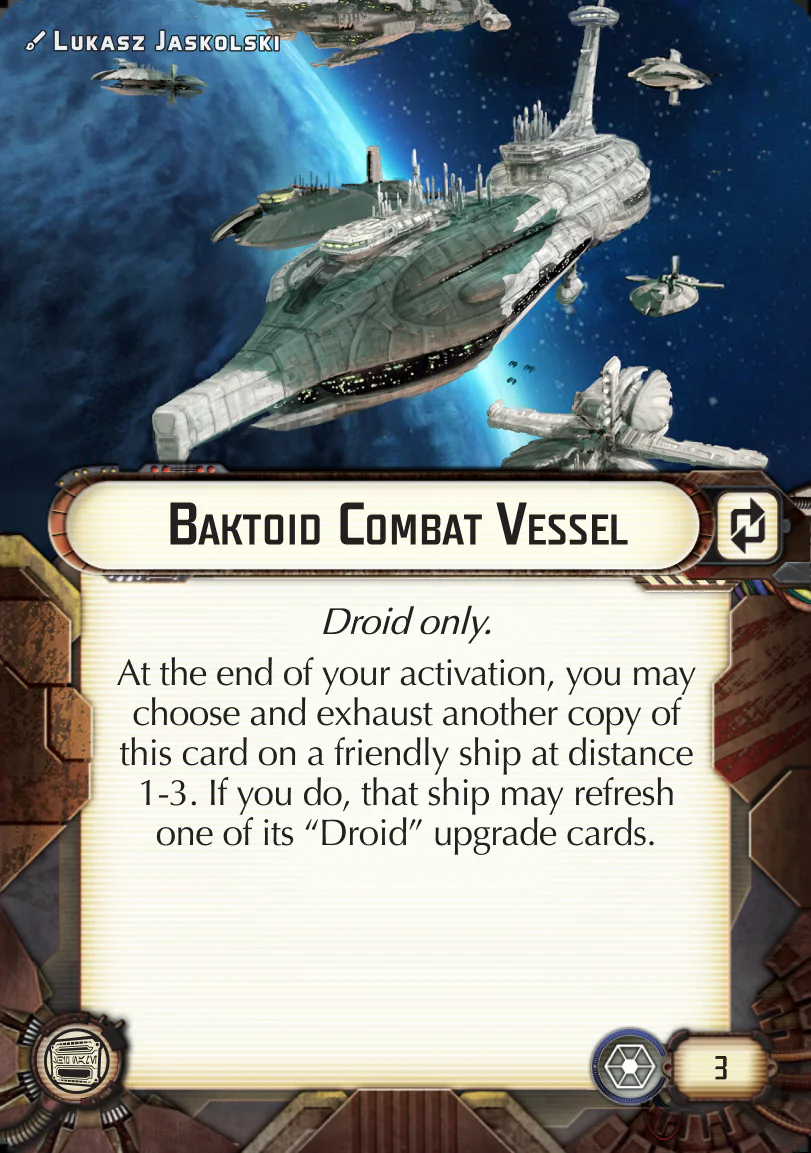 Lukasz Jaskolski
Baktoid Combat Vessel
Droid only.
At the end of your activation, you may
choose and exhaust another copy of
this card on a friendly ship at distance
1-3. If you do, that ship may refresh
one of its “Droid” upgrade cards.
3